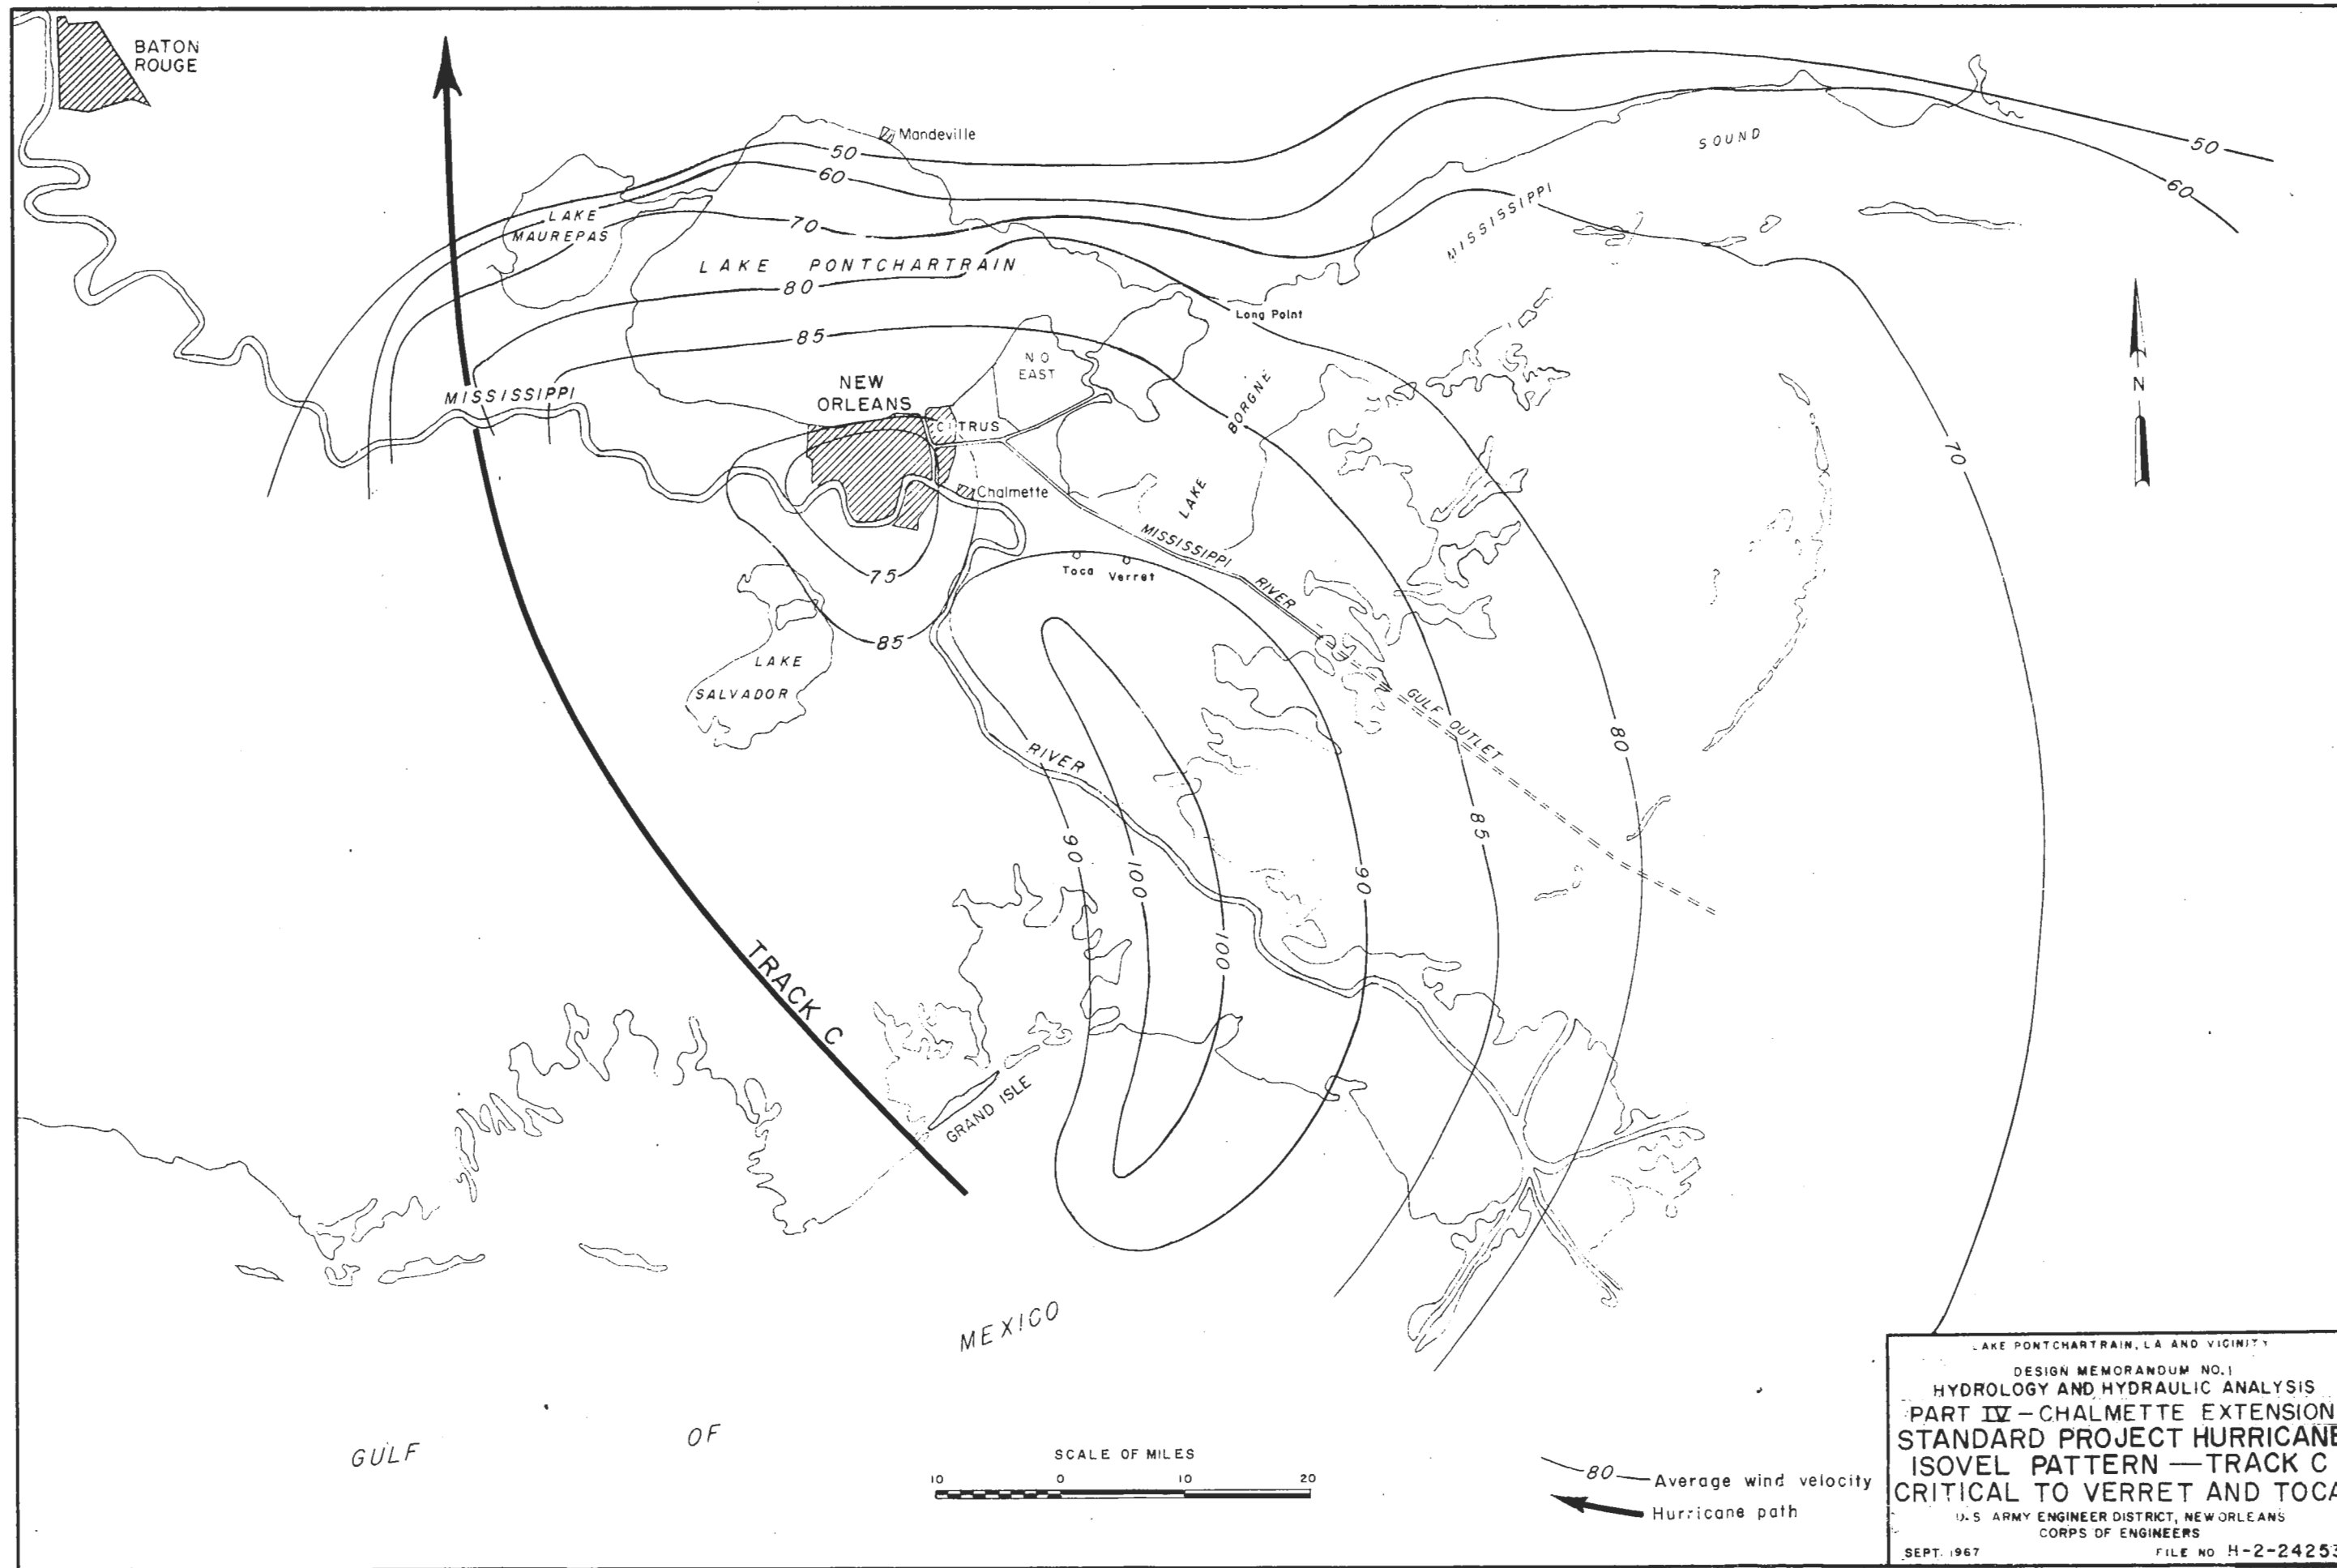 BATON
ROUGE
Mandeville
50
60
70
LAKE
MAUREPAS
LAKE PONTCHARTRAIN
80
85
SOUND
MISSISSIPPI
50
60
Long Point
NO
EAST
NEW
ORLEANS
MISSISSIPPI
CITRUS
BORGNE
LAKE
N
70
Chalmette
MISSISSIPPI
RIVER
GULF OUTLET
Toca
Verret
75
85
LAKE
SALVADOR
RIVER
80
85
90
100
90
100
TRACK C
GRAND ISLE
MEXICO
OF
GULF
SCALE OF MILES
10 0 10 20
80 Average wind velocity
Hurricane path
LAKE PONTCHARTRAIN, LA AND VICINITY
DESIGN MEMORANDUM NO. 1
HYDROLOGY AND HYDRAULIC ANALYSIS
PART IV - CHALMETTE EXTENSION
STANDARD PROJECT HURRICANE
ISOVEL PATTERN — TRACK C
CRITICAL TO VERRET AND TOCA
U.S ARMY ENGINEER DISTRICT, NEW ORLEANS
CORPS OF ENGINEERS
SEPT. 1967 FILE NO H-2-24253